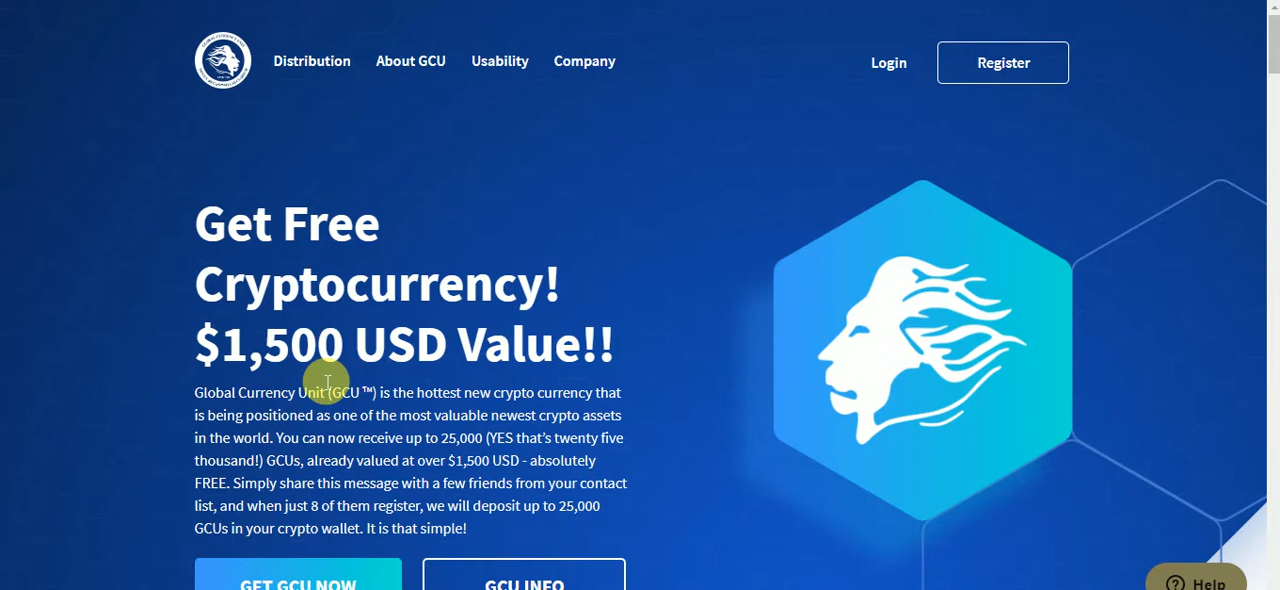 Distribution About GCU Usability Company Login Register
Get Free
Cryptocurrency!
$1,500 USD Value!!
Global Currency Unit (GCU ™) is the hottest new crypto currency that
is being positioned as one of the most valuable newest crypto assets
in the world. You can now receive up to 25,000 (YES that's twenty five
thousand!) GCUs, already valued at over $1,500 USD - absolutely
FREE. Simply share this message with a few friends from your contact
list, and when just 8 of them register, we will deposit up to 25,000
GCUs in your crypto wallet. It is that simple!
GET GCU NOW GCU INFO
Help